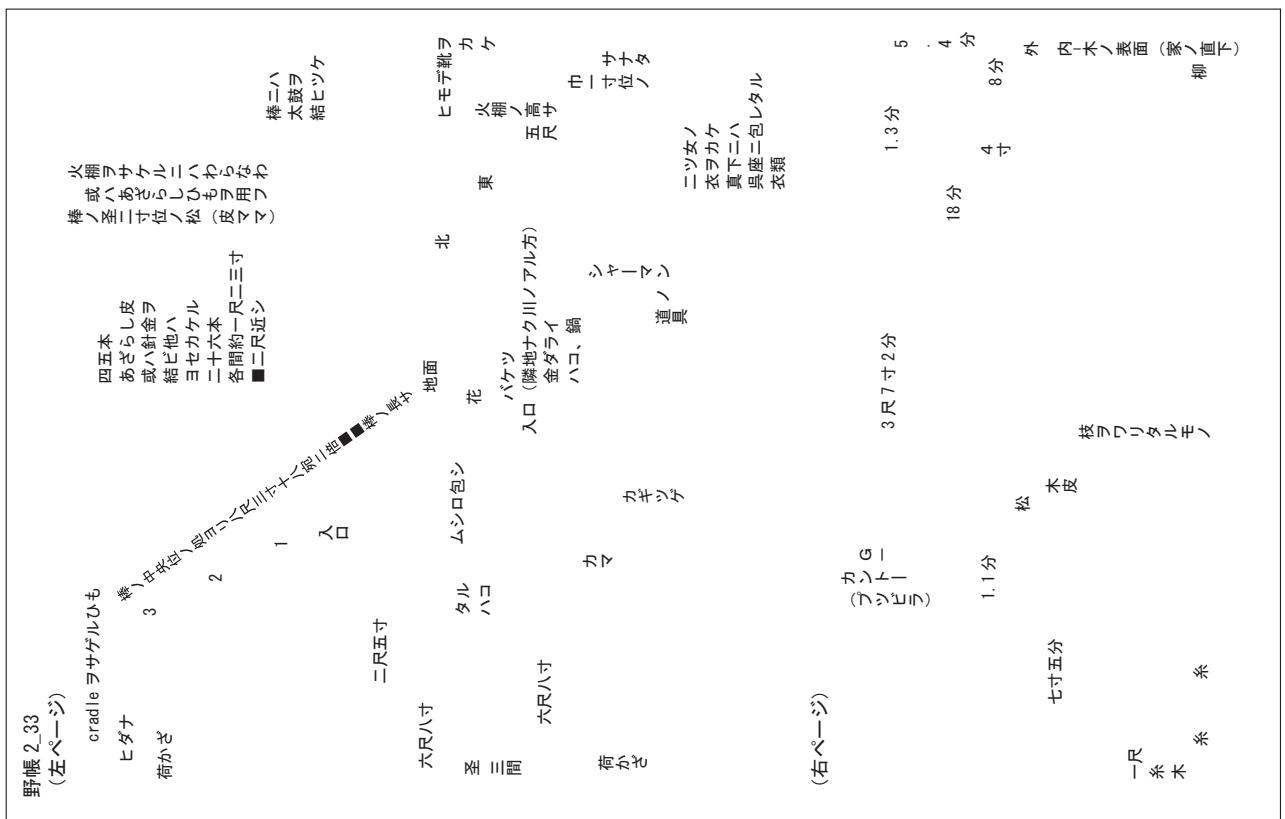 野帳 2_33
(左ページ)
cradle ヲサゲルひも
ヒダナ
荷かざ
3
2
1
棒ノ中央位ノ処ヨリ八尺三寸十八宛二倍■■棒ノ長サ
入口
四五本
あざらし皮
或ハ針金ヲ
結ビ他ハ
ヨセカケル
二十六本
各間約一尺二三寸
■二尺近シ
火棚ヲサケルニハわらなわ
或ハあざらしひもヲ用フ
棒ノ圣二寸位ノ松(皮ママ)
棒ニハ
太鼓ヲ
結ヒツケ
二尺五寸
六尺八寸
圣三間
六尺八寸
荷かざ
タル
ハコ
ムシロ包シ
カマ
カギヅケ
地面
花
バケツ
入口(隣地ナク川ノアル方)
金ダライ
ハコ、鍋
北
東
シャーマン
ノ
道具
ヒモデ靴ヲ
カケ
火棚ノ高サ
五尺
サナタ
巾一寸位ノ
二ツ女ノ
衣ヲカケ
真下ニハ
呉座ニ包レタル
衣類
(右ページ)
Gー
カントー
(プッビラ)
3尺7寸2分
1.3分
5.4分
1.1分
18分
4寸
8分
外
内-木ノ表面(家ノ直下)
柳
松
木皮
枝ヲワリタルモノ
七寸五分
一尺
糸
木
糸
糸